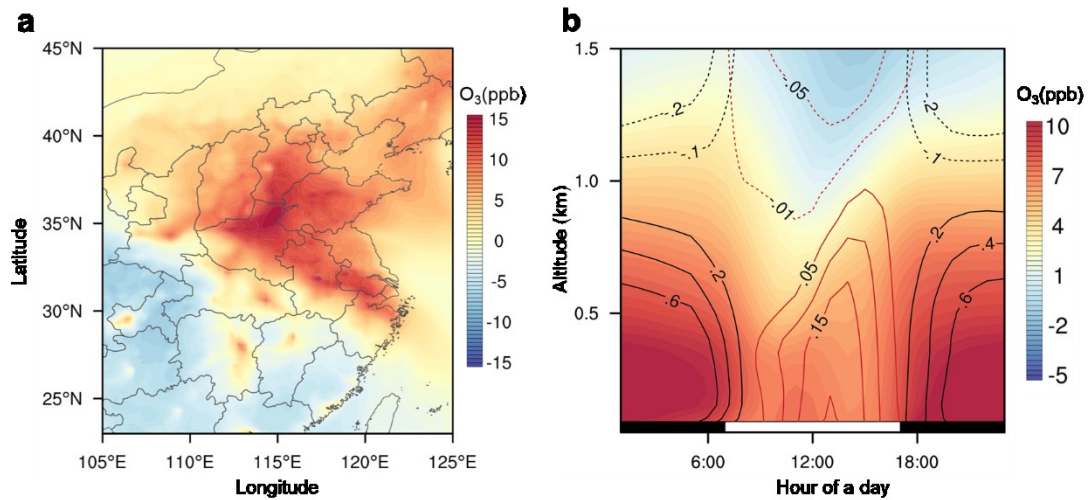 a
45°N
40°N
35°N
30°N
25°N
Latitude
105°E 110°E 115°E 120°E 125°E
Longitude
O₃(ppb)
15
10
5
0
-5
-10
-15
b
1.5
1.0
0.5
Altitude (km)
.05
-.2
-.1
.2
.1
-.01
.2
.6
.05
.15
.2
.4
.6
6:00 12:00 18:00
Hour of a day
O₃(ppb)
10
7
4
1
-2
-5